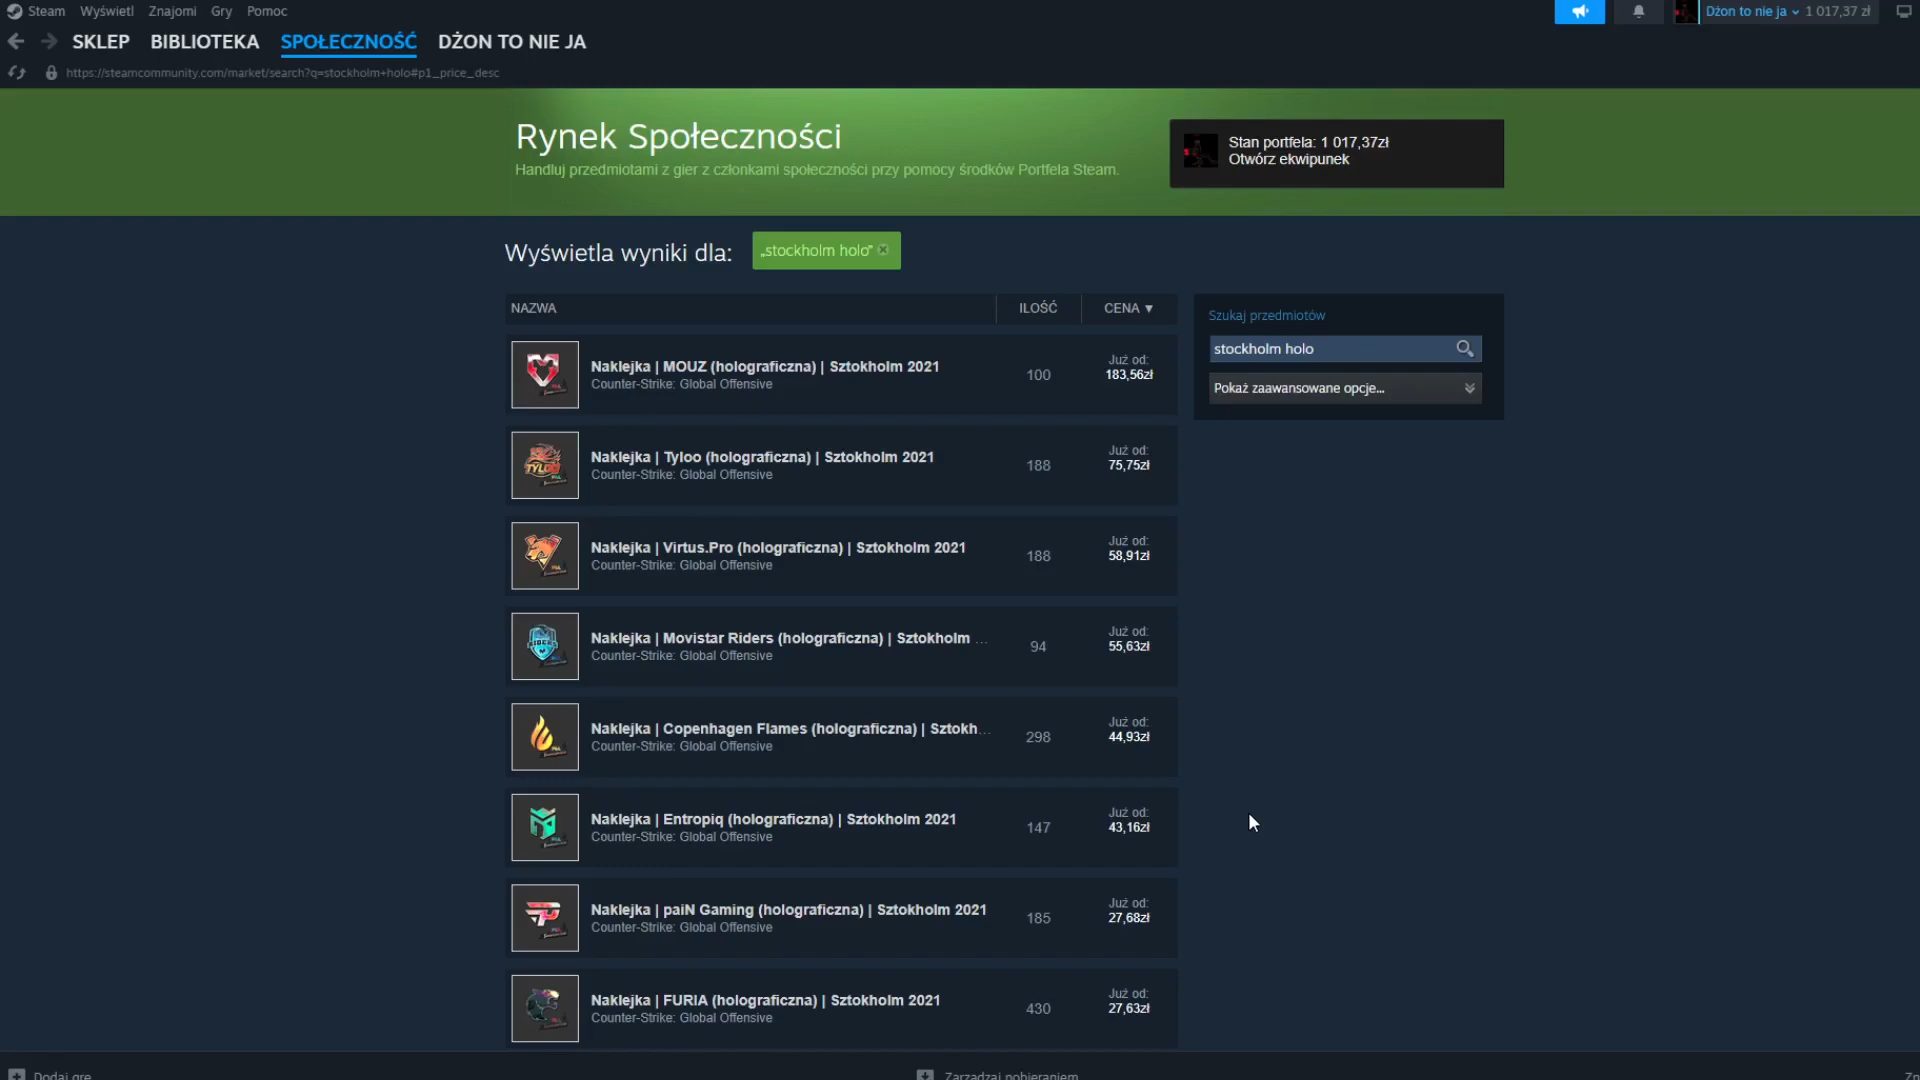 Steam Wyświetl Znajomi Gry Pomoc
Dżon to nie ja 1 017,37 zł
SKLEP BIBLIOTEKA SPOŁECZNOŚĆ DŻON TO NIE JA
https://steamcommunity.com/market/search?q=stockholm+holo#p1_price_desc
Rynek Społeczności
Handluj przedmiotami z gier z członkami społeczności przy pomocy środków Portfela Steam.
Stan portfela: 1 017,37zł
Otwórz ekwipunek
Wyświetla wyniki dla: „stockholm holo”
NAZWA ILOŚĆ CENA ▼
Szukaj przedmiotów
stockholm holo
Pokaż zaawansowane opcje...
Naklejka | MOUZ (holograficzna) | Sztokholm 2021
Counter-Strike: Global Offensive
100
Już od:
183,56zł
Naklejka | Tyloo (holograficzna) | Sztokholm 2021
Counter-Strike: Global Offensive
188
Już od:
75,75zł
Naklejka | Virtus.Pro (holograficzna) | Sztokholm 2021
Counter-Strike: Global Offensive
188
Już od:
58,91zł
Naklejka | Movistar Riders (holograficzna) | Sztokholm ...
Counter-Strike: Global Offensive
94
Już od:
55,63zł
Naklejka | Copenhagen Flames (holograficzna) | Sztokh...
Counter-Strike: Global Offensive
298
Już od:
44,93zł
Naklejka | Entropiq (holograficzna) | Sztokholm 2021
Counter-Strike: Global Offensive
147
Już od:
43,16zł
Naklejka | paiN Gaming (holograficzna) | Sztokholm 2021
Counter-Strike: Global Offensive
185
Już od:
27,68zł
Naklejka | FURIA (holograficzna) | Sztokholm 2021
Counter-Strike: Global Offensive
430
Już od:
27,63zł
Dodaj grę
Zarządzaj pobieraniem